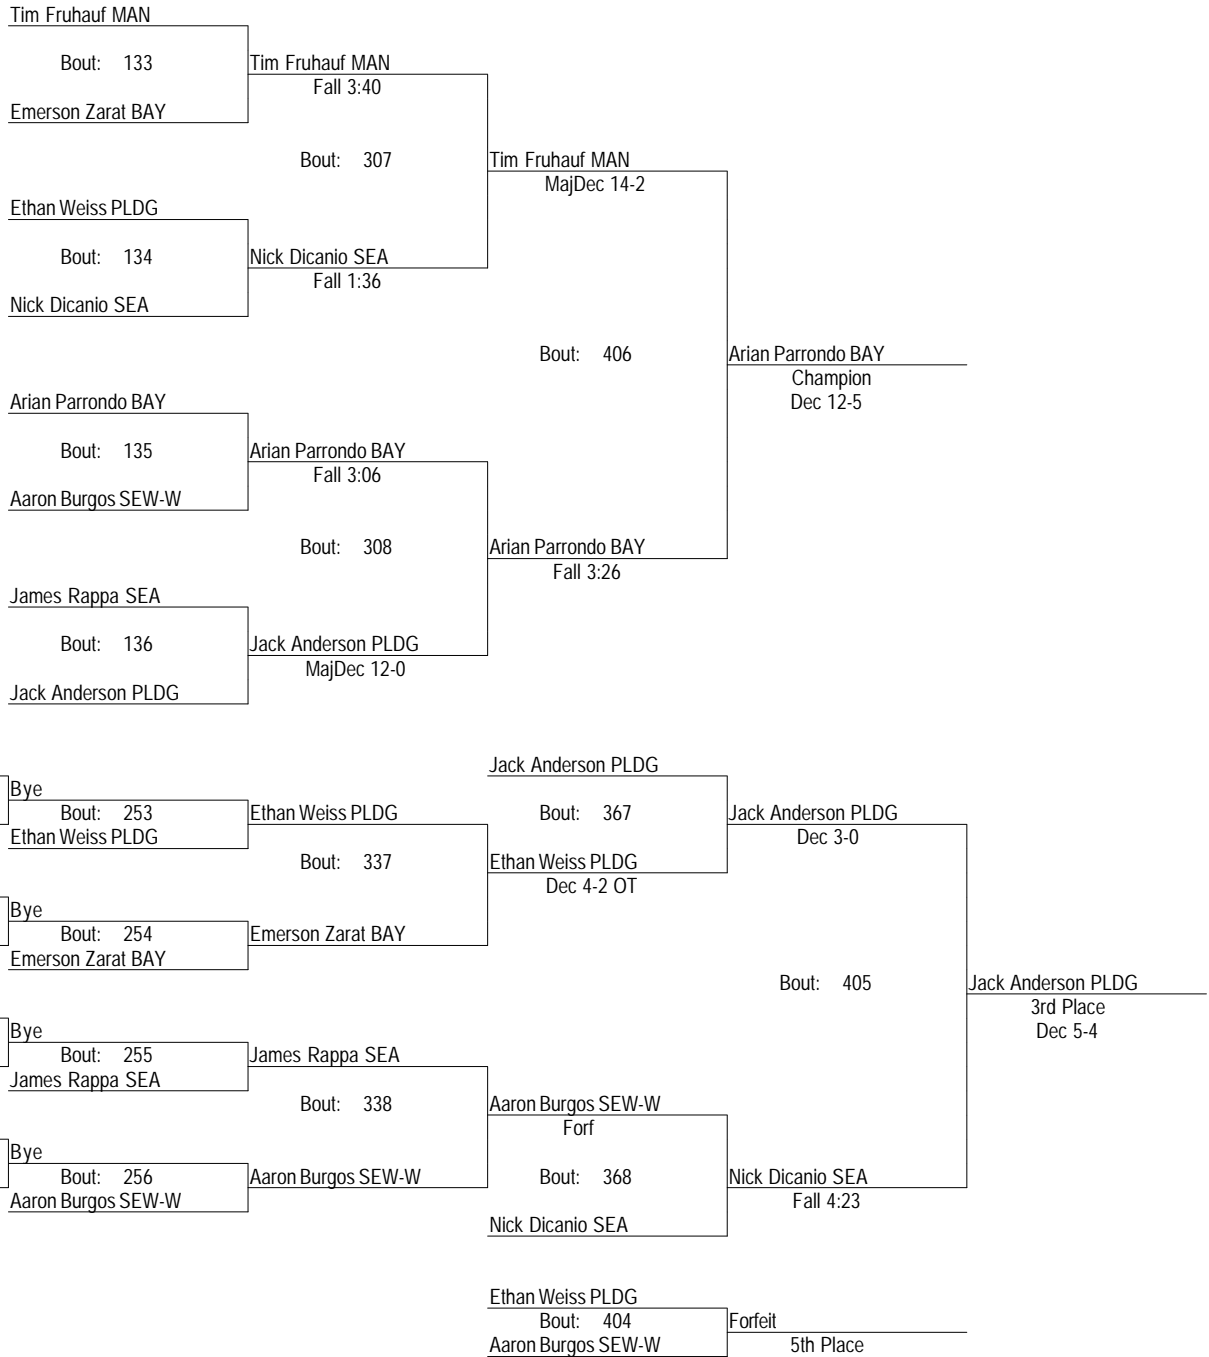 Tim Fruhauf MAN
Bout: 133
Tim Fruhauf MAN
Fall 3:40
Emerson Zarat BAY
Bout: 307
Tim Fruhauf MAN
MajDec 14-2
Ethan Weiss PLDG
Bout: 134
Nick Dicanio SEA
Fall 1:36
Nick Dicanio SEA
Bout: 406
Arian Parrondo BAY
Champion
Dec 12-5
Arian Parrondo BAY
Bout: 135
Arian Parrondo BAY
Fall 3:06
Aaron Burgos SEW-W
Bout: 308
Arian Parrondo BAY
Fall 3:26
James Rappa SEA
Bout: 136
Jack Anderson PLDG
MajDec 12-0
Jack Anderson PLDG
Jack Anderson PLDG
Bye
Bout: 253
Ethan Weiss PLDG
Bout: 367
Jack Anderson PLDG
Dec 3-0
Ethan Weiss PLDG
Bout: 337
Ethan Weiss PLDG
Dec 4-2 OT
Bye
Bout: 254
Emerson Zarat BAY
Emerson Zarat BAY
Bout: 405
Jack Anderson PLDG
3rd Place
Dec 5-4
Bye
Bout: 255
James Rappa SEA
James Rappa SEA
Bout: 338
Aaron Burgos SEW-W
Forf
Bye
Bout: 256
Aaron Burgos SEW-W
Bout: 368
Nick Dicanio SEA
Fall 4:23
Aaron Burgos SEW-W
Nick Dicanio SEA
Ethan Weiss PLDG
Bout: 404
Forfeit
5th Place
Aaron Burgos SEW-W